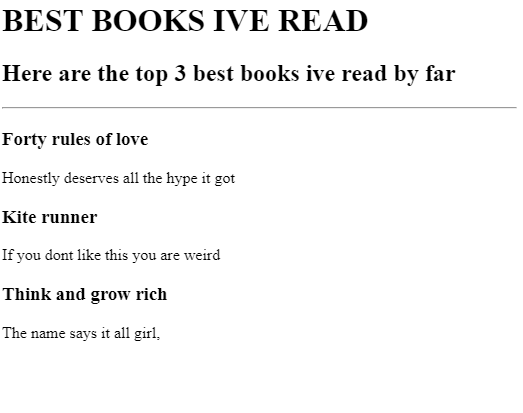 BEST BOOKS IVE READ
Here are the top 3 best books ive read by far
Forty rules of love
Honestly deserves all the hype it got
Kite runner
If you dont like this you are weird
Think and grow rich
The name says it all girl,